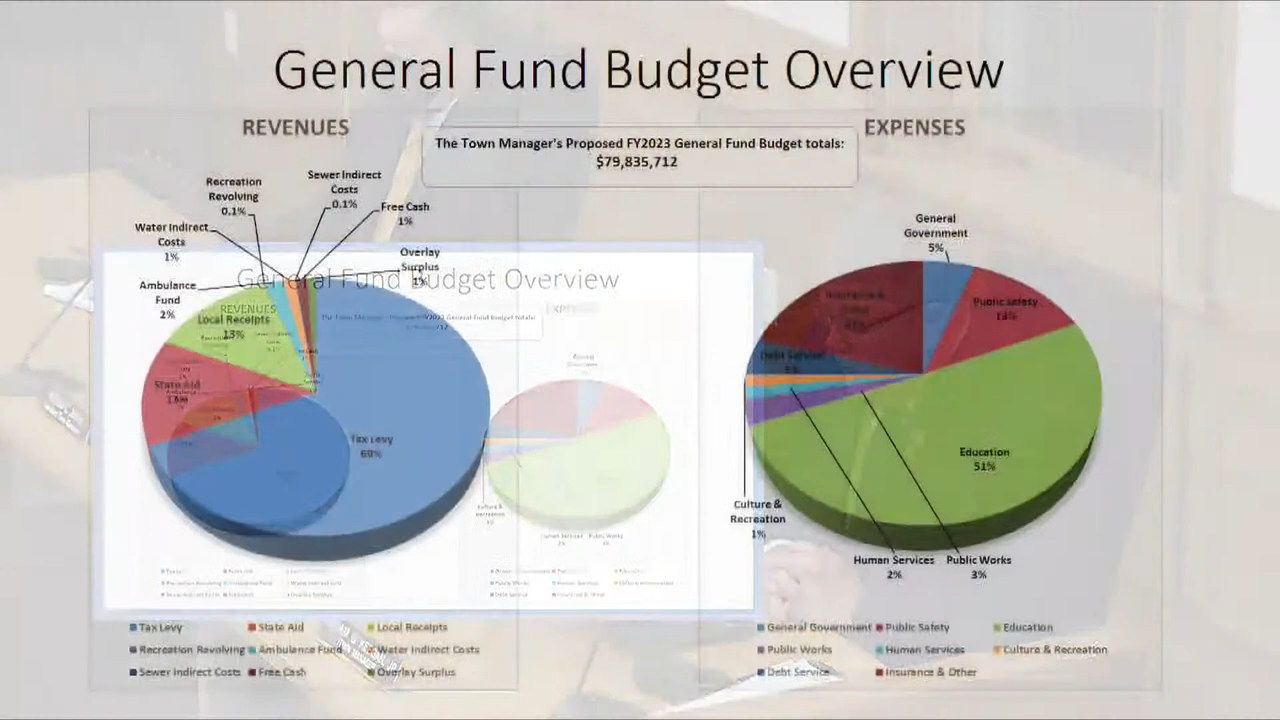 General Fund Budget Overview
REVENUES
EXPENSES
The Town Manager's Proposed FY2023 General Fund Budget totals:
$79,835,712
Recreation
Revolving
0.1%
Sewer Indirect
Costs
0.1%
Free Cash
1%
Water Indirect
Costs
1%
Overlay
Surplus
1%
Ambulance
Fund
2%
Local Receipts
13%
State Aid
Tax Levy
69%
General
Government
5%
Public Safety
Debt Service
Education
51%
Culture &
Recreation
1%
Human Services
2%
Public Works
3%
General Fund Budget Overview
REVENUES
Tax Levy
State Aid
Local Receipts
Recreation Revolving
Ambulance Fund
Water Indirect Costs
Sewer Indirect Costs
Free Cash
Overlay Surplus
General Government
Public Safety
Education
Public Works
Human Services
Culture & Recreation
Debt Service
Insurance & Other